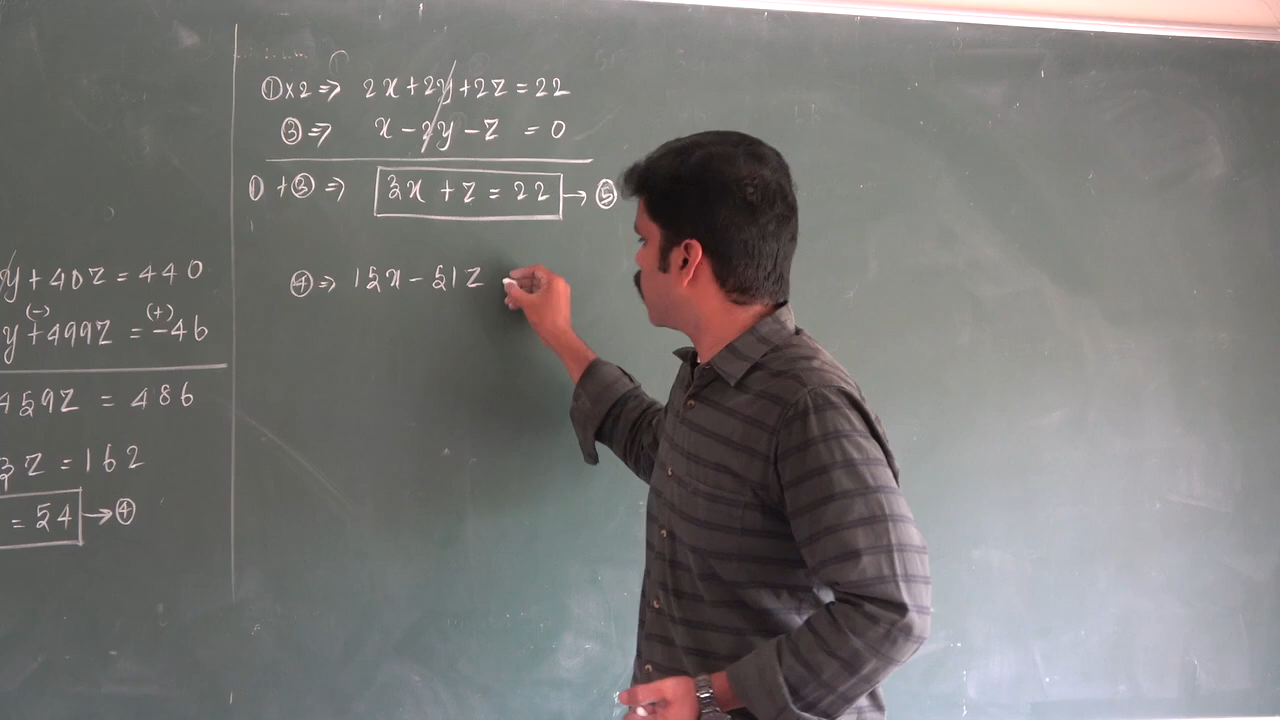 y + 40z = 440
(-) (+)
y + 499z = -46
459z = 486
3z = 162
= 54 → ④
① × 2 ⇒ 2x + 2y + 2z = 22
③ ⇒ x - 2y - z = 0
① + ③ ⇒ 3x + z = 22 → ⑤
④ ⇒ 15x - 51z